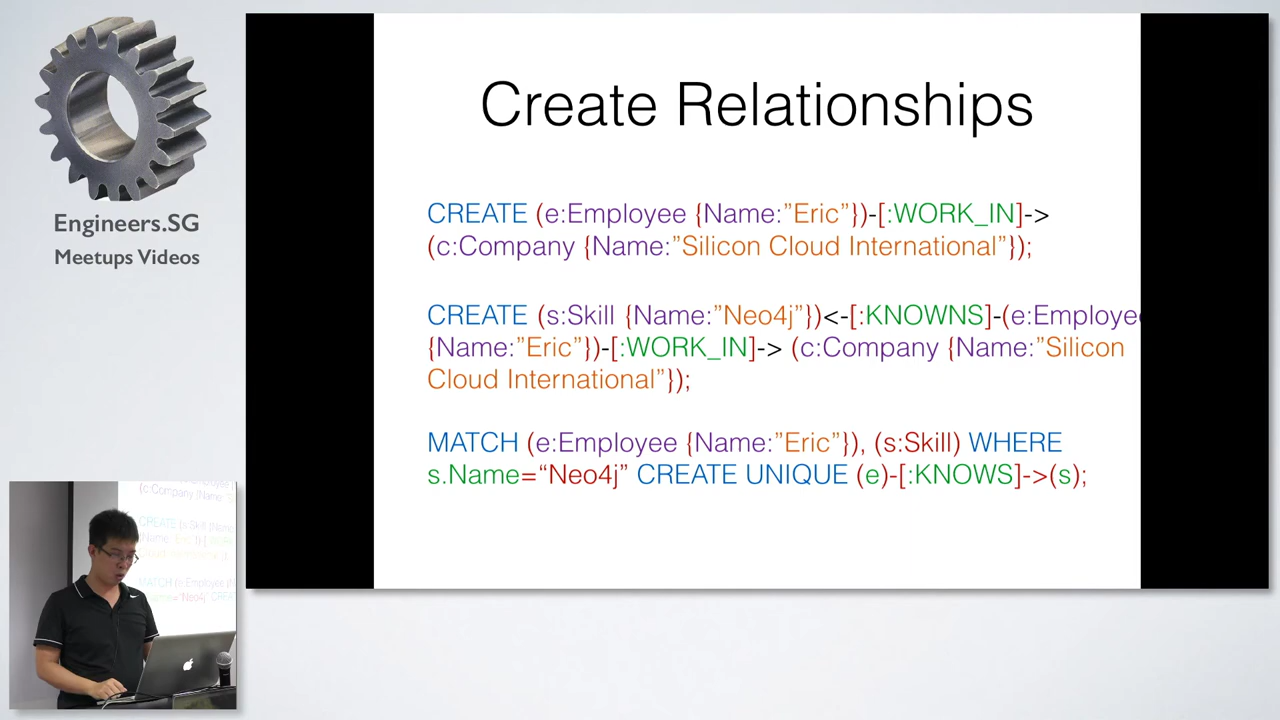 Engineers.SG
Meetups Videos
Create Relationships
CREATE (e:Employee {Name:”Eric”})-[:WORK_IN]->
(c:Company {Name:”Silicon Cloud International”});
CREATE (s:Skill {Name:”Neo4j”})<-[:KNOWNS]-(e:Employee
{Name:”Eric”})-[:WORK_IN]-> (c:Company {Name:”Silicon
Cloud International”});
MATCH (e:Employee {Name:”Eric”}), (s:Skill) WHERE
s.Name=“Neo4j” CREATE UNIQUE (e)-[:KNOWS]->(s);